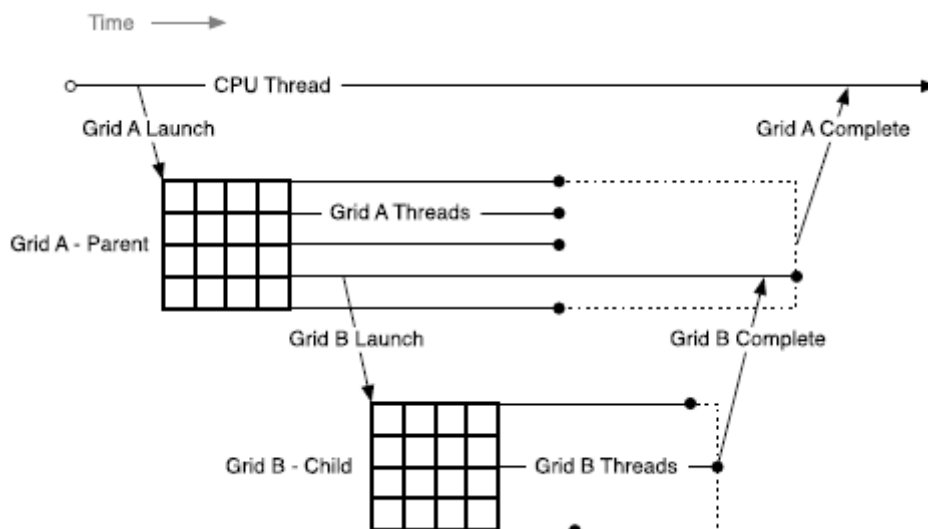 Time
CPU Thread
Grid A Launch
Grid A Complete
Grid A Threads
Grid A - Parent
Grid B Launch
Grid B Complete
Grid B - Child
Grid B Threads